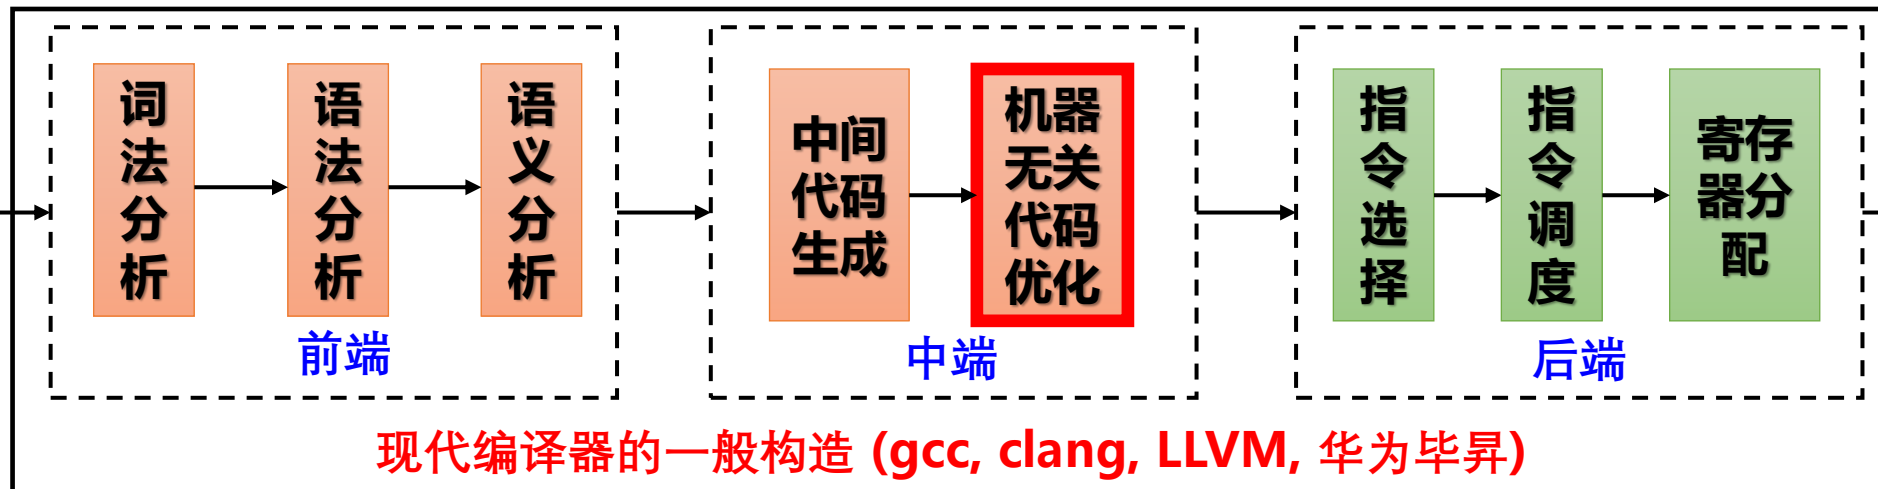 词
法
分
析
语
法
分
析
语
义
分
析
前端
中间
代码
生成
机器
无关
代码
优化
中端
指
令
选
择
指
令
调
度
寄存
器分
配
后端
现代编译器的一般构造 (gcc, clang, LLVM, 华为毕昇)